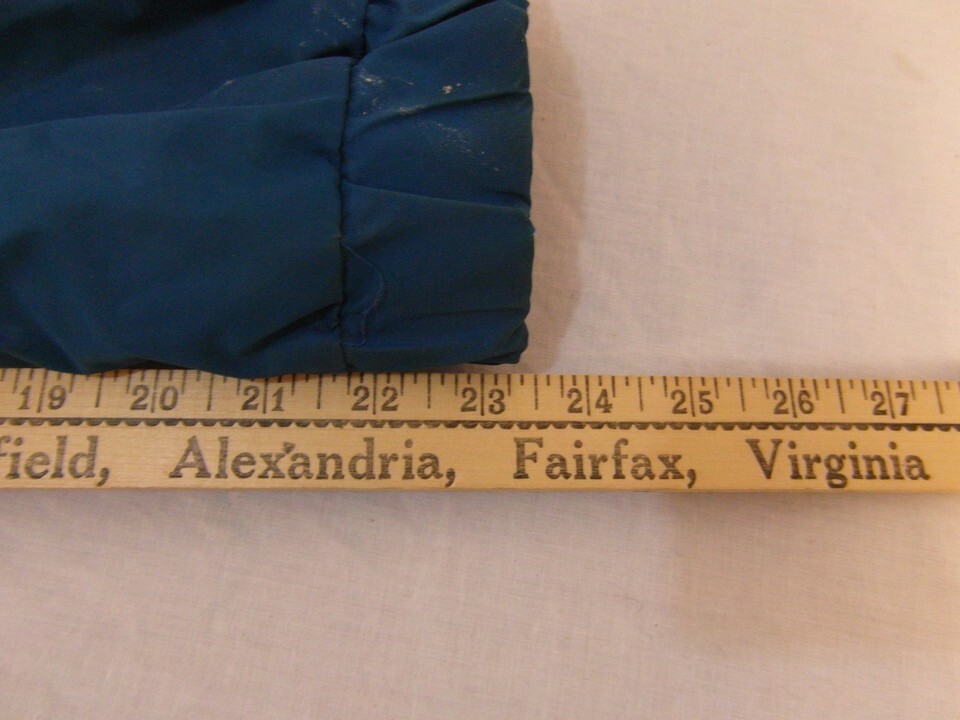 19 20 21 22 23 24 25 26 27
field, Alexandria, Fairfax, Virginia